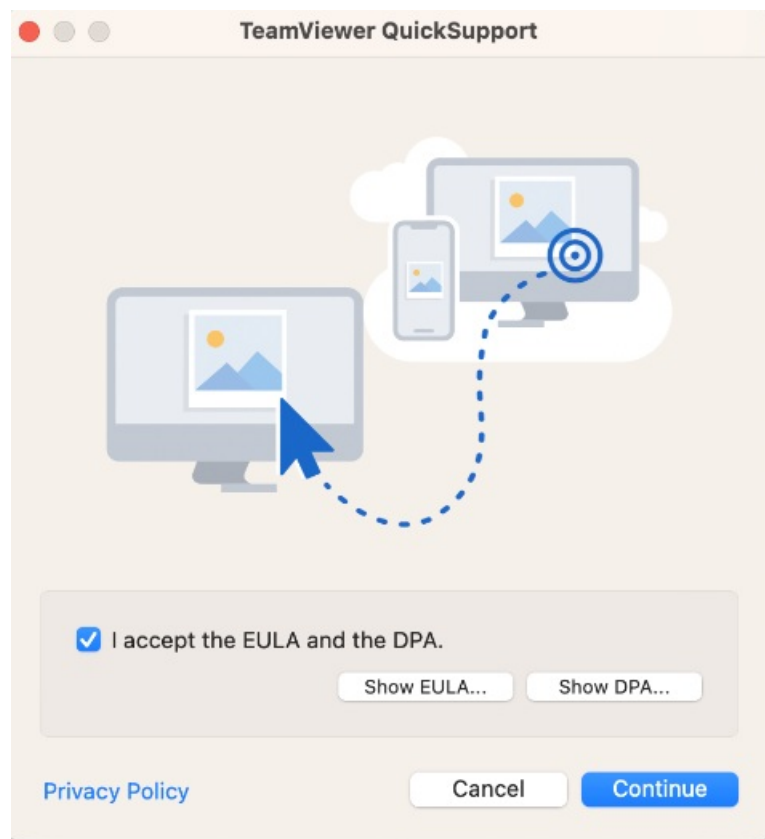 TeamViewer QuickSupport
I accept the EULA and the DPA.
Show EULA... Show DPA...
Privacy Policy Cancel Continue